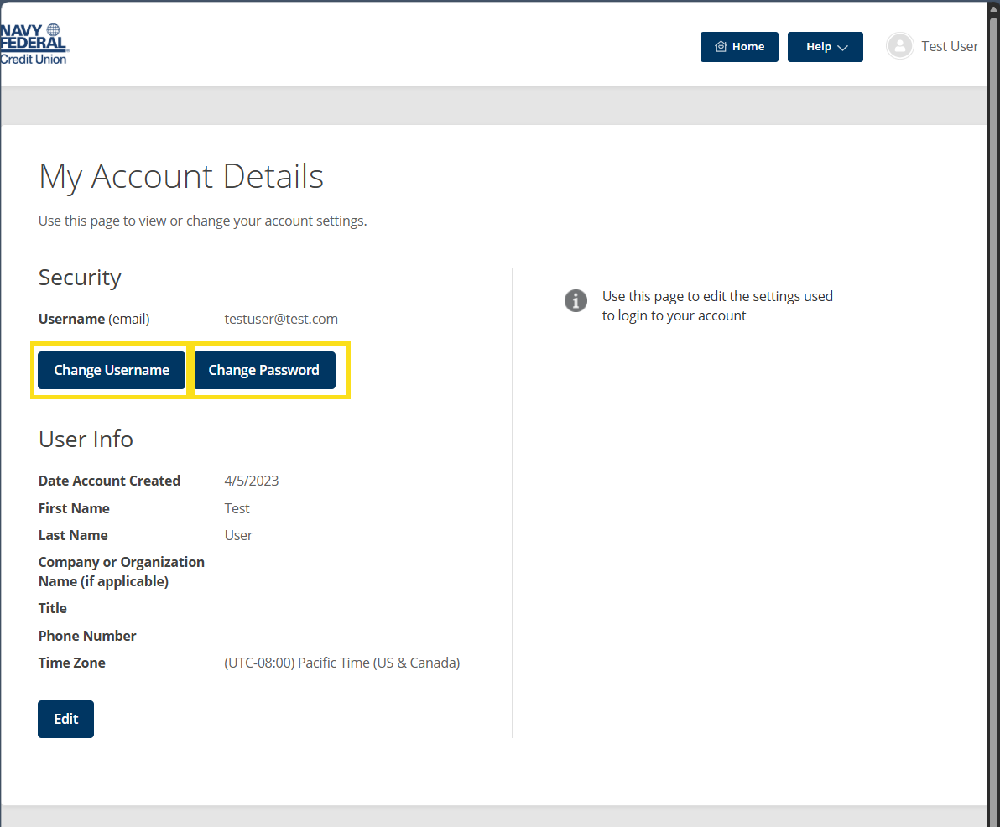 NAVY
FEDERAL
Credit Union
Home
Help
Test User
My Account Details
Use this page to view or change your account settings.
Security
Username (email) testuser@test.com
Change Username Change Password
Use this page to edit the settings used
to login to your account
User Info
Date Account Created 4/5/2023
First Name Test
Last Name User
Company or Organization
Name (if applicable)
Title
Phone Number
Time Zone (UTC-08:00) Pacific Time (US & Canada)
Edit